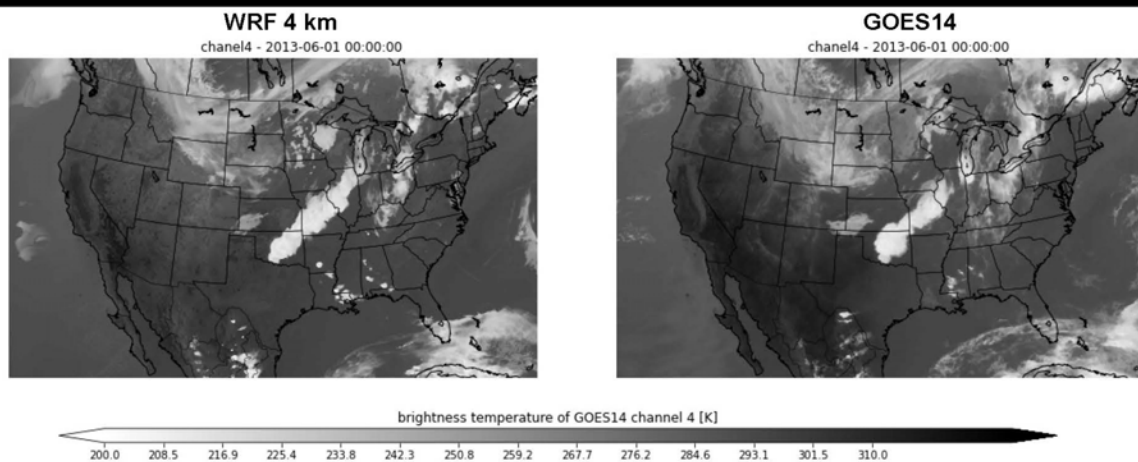 WRF 4 km
chanel4 - 2013-06-01 00:00:00
GOES14
chanel4 - 2013-06-01 00:00:00
brightness temperature of GOES14 channel 4 [K]
200.0 208.5 216.9 225.4 233.8 242.3 250.8 259.2 267.7 276.2 284.6 293.1 301.5 310.0